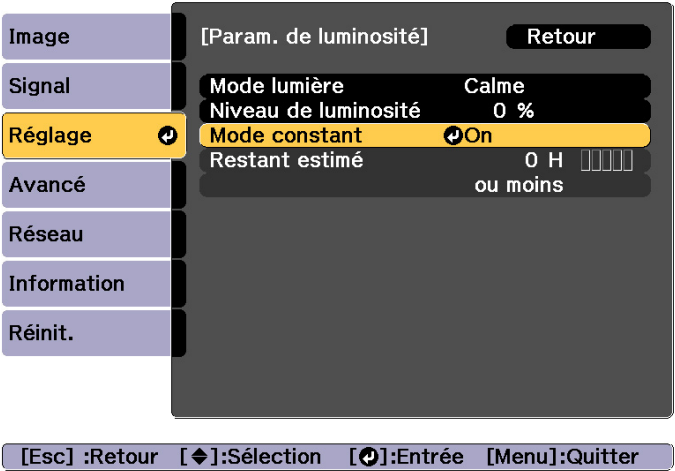 Image
Signal
Réglage
Avancé
Réseau
Information
Réinit.
[Param. de luminosité] Retour
Mode lumière Calme
Niveau de luminosité 0 %
Mode constant On
Restant estimé 0 H
ou moins
[Esc] :Retour [ ]:Sélection [ ]:Entrée [Menu]:Quitter